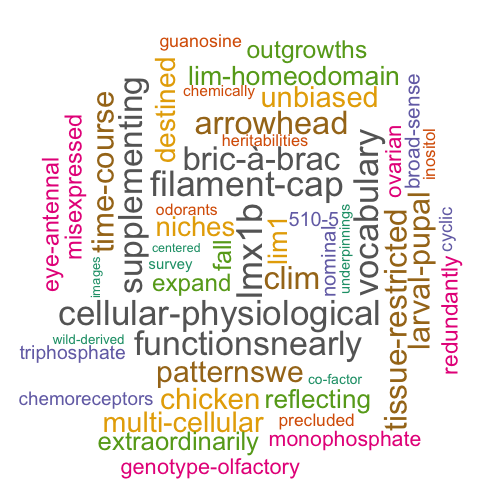 guanosine
outgrowths
lim-homeodomain
chemically
unbiased
destined
supplementing
time-course
misexpressed
eye-antennal
arrowhead
heritabilities
bric-à-brac
filament-cap
vocabulary
ovarian
broad-sense
inositol
odorants
niches
510-5
lmx1b
lim1
fall
centered
survey
images
expand
clim
nominal
underpinnings
tissue-restricted
larval-pupal
cyclic
redundantly
cellular-physiological
wild-derived
functionsnearly
triphosphate
patternswe
co-factor
chemoreceptors
chicken
reflecting
multi-cellular
precluded
extraordinarily
monophosphate
genotype-olfactory